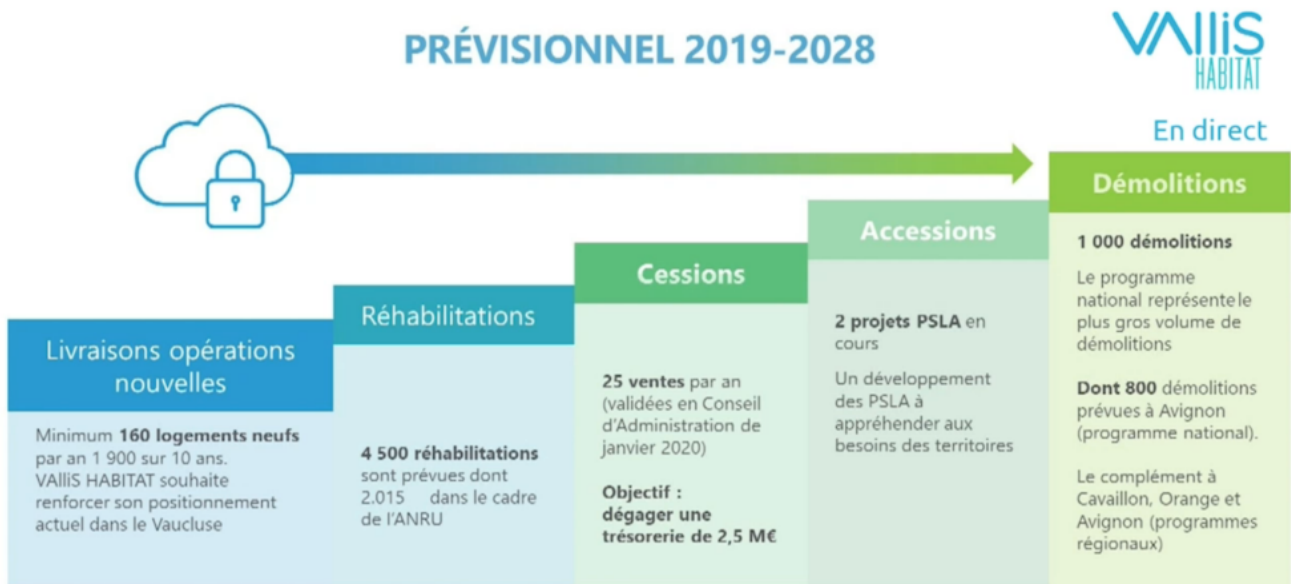 PRÉVISIONNEL 2019-2028
VAlliS
HABITAT
En direct
Livraisons opérations
nouvelles
Minimum 160 logements neufs
par an 1 900 sur 10 ans.
VAlliS HABITAT souhaite
renforcer son positionnement
actuel dans le Vaucluse
Réhabilitations
4 500 réhabilitations
sont prévues dont
2.015 dans le cadre
de l'ANRU
Cessions
25 ventes par an
(validées en Conseil
d'Administration de
janvier 2020)
Objectif :
dégager une
trésorerie de 2,5 M€
Accessions
2 projets PSLA en
cours
Un développement
des PSLA à
appréhender aux
besoins des territoires
Démolitions
1 000 démolitions
Le programme
national représente le
plus gros volume de
démolitions
Dont 800 démolitions
prévues à Avignon
(programme national).
Le complément à
Cavaillon, Orange et
Avignon (programmes
régionaux)